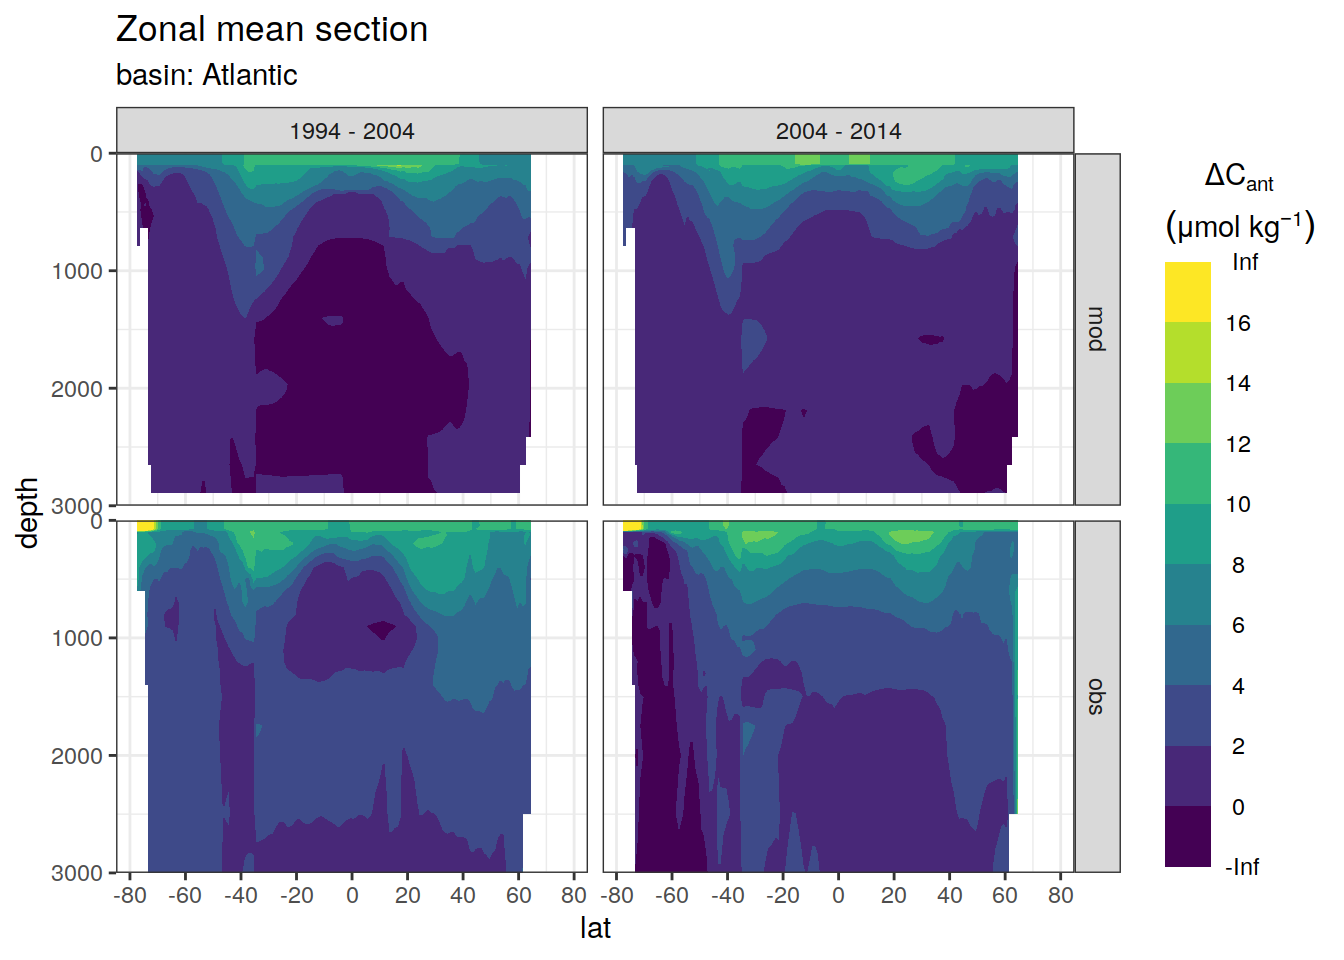 Zonal mean section
basin: Atlantic
1994 - 2004
2004 - 2014
0
1000
2000
3000
mod
0
1000
2000
3000
obs
depth
-80 -60 -40 -20 0 20 40 60 80
-80 -60 -40 -20 0 20 40 60 80
lat
ΔCant
(μmol kg⁻¹)
Inf
16
14
12
10
8
6
4
2
0
-Inf